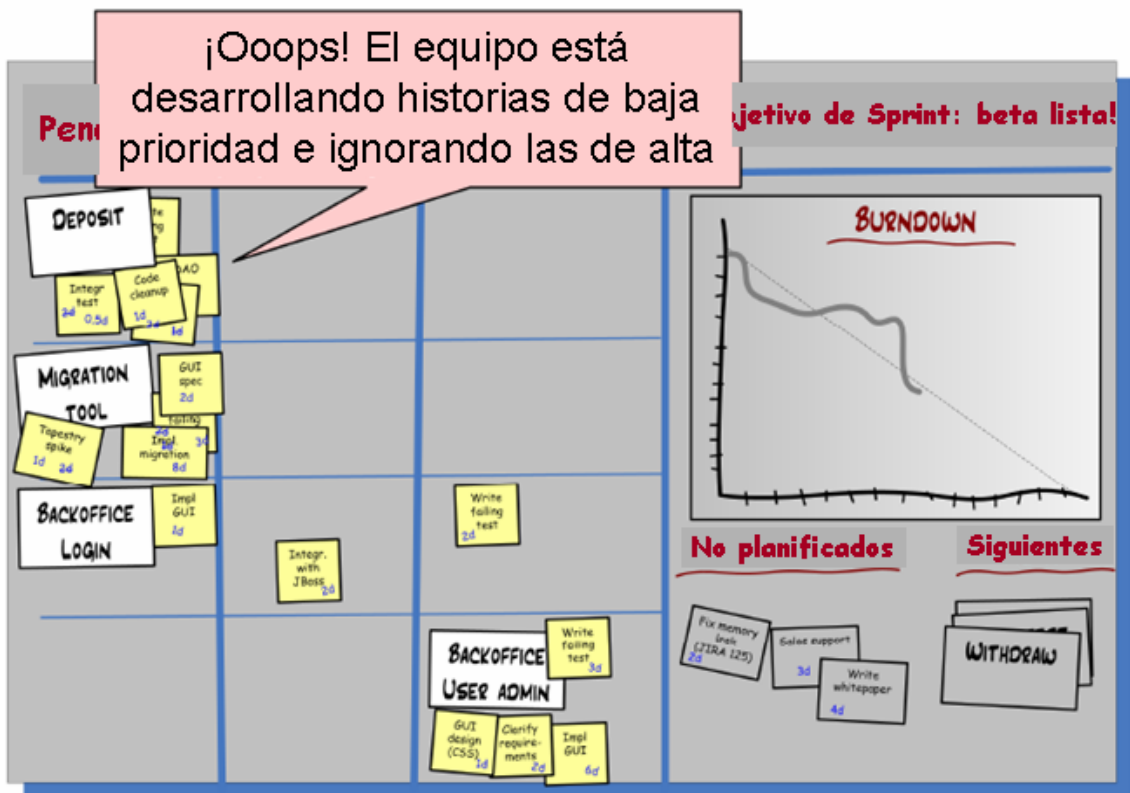 ¡Ooops! El equipo está
desarrollando historias de baja
prioridad e ignorando las de alta
jetivo de Sprint: beta lista!
DEPOSIT
Integr
test
2d
0.5d
Code
cleanup
1d
2d
1d
DAO
MIGRATION
TOOL
GUI
spec
2d
failing
3d
Tapestry
spike
1d
2d
Impl.
migration
8d
BACKOFFICE
LOGIN
Impl
GUI
1d
Integr.
with
JBoss
2d
Write
failing
test
2d
BACKOFFICE
USER ADMIN
Write
failing
test
3d
GUI
design
(CSS)
1d
Clarify
require-
ments
2d
Impl
GUI
6d
BURNDOWN
No planificados
Siguientes
Fix memory
leak
(JIRA 125)
2d
support
3d
Write
whitepaper
4d
WITHDRAW